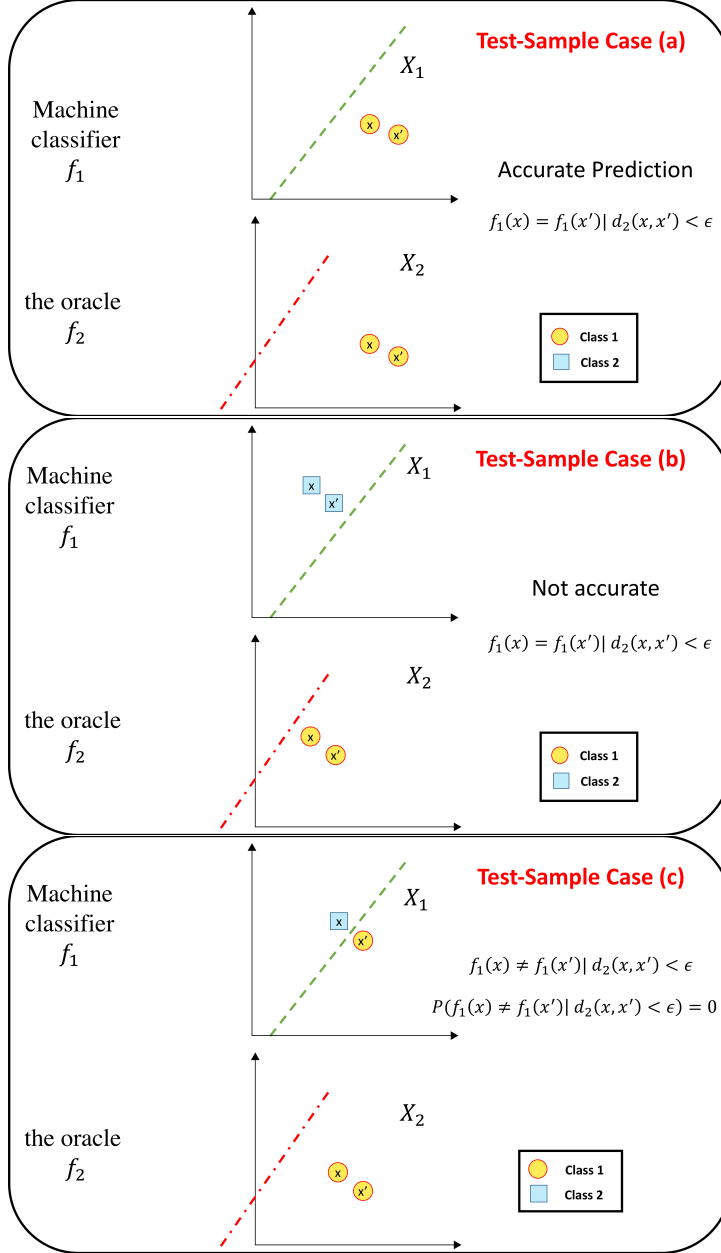 Test-Sample Case (a)
X₁
Machine
classifier
f₁
x
x′
Accurate Prediction
f₁(x) = f₁(x′)| d₂(x, x′) < ϵ
X₂
the oracle
f₂
x
x′
Class 1
Class 2
Test-Sample Case (b)
X₁
Machine
classifier
f₁
x
x′
Not accurate
f₁(x) = f₁(x′)| d₂(x, x′) < ϵ
X₂
the oracle
f₂
x
x′
Class 1
Class 2
Test-Sample Case (c)
X₁
Machine
classifier
f₁
x
x′
f₁(x) ≠ f₁(x′)| d₂(x, x′) < ϵ
P(f₁(x) ≠ f₁(x′)| d₂(x, x′) < ϵ) = 0
X₂
the oracle
f₂
x
x′
Class 1
Class 2